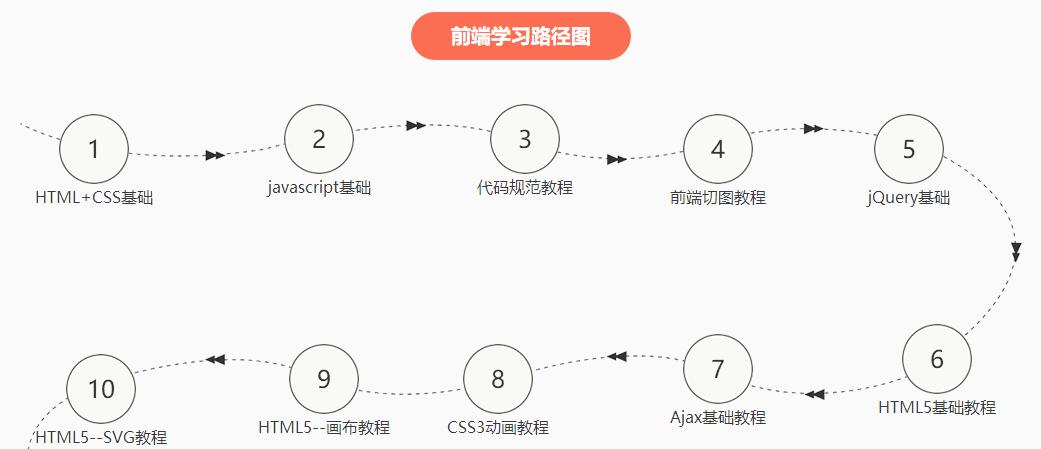 前端学习路径图
1
HTML+CSS基础
2
javascript基础
3
代码规范教程
4
前端切图教程
5
jQuery基础
6
HTML5基础教程
7
Ajax基础教程
8
CSS3动画教程
9
HTML5--画布教程
10
HTML5--SVG教程